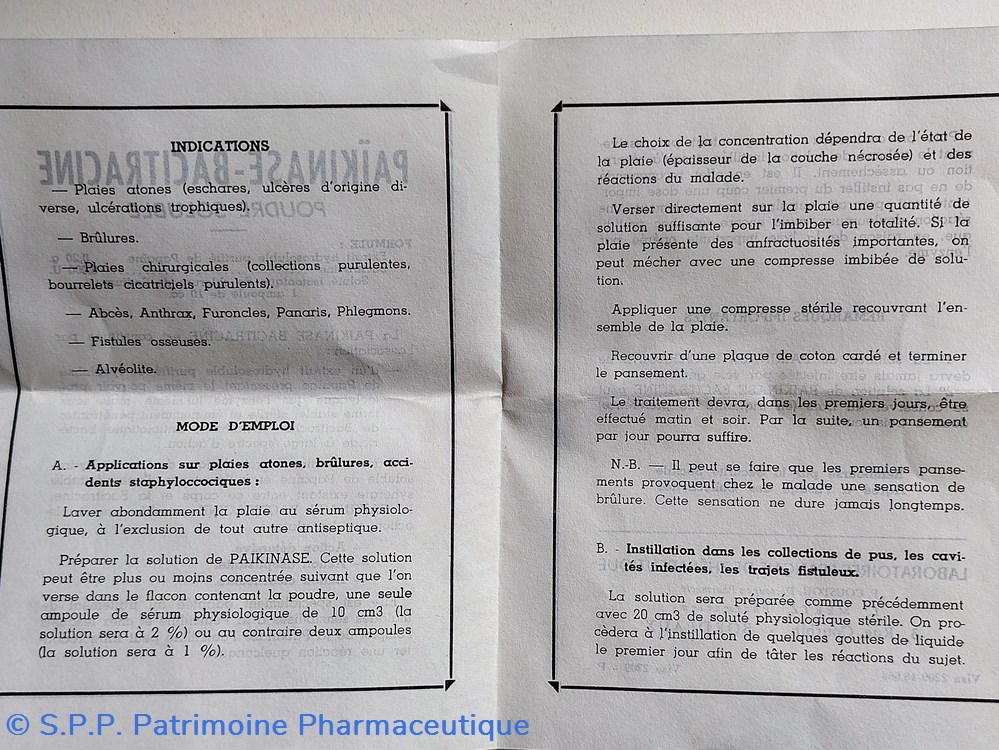 INDICATIONS
— Plaies atones (eschares, ulcères d'origine di-
verse, ulcérations trophiques).
— Brûlures.
— Plaies chirurgicales (collections purulentes,
bourrelets cicatriciels purulents).
— Abcès, Anthrax, Furoncles, Panaris, Phlegmons.
— Fistules osseuses.
— Alvéolite.
MODE D'EMPLOI
A. - Applications sur plaies atones, brûlures, acci-
dents staphyloccociques :
Laver abondamment la plaie au sérum physiolo-
gique, à l'exclusion de tout autre antiseptique.
Préparer la solution de PAIKINASE. Cette solution
peut être plus ou moins concentrée suivant que l'on
verse dans le flacon contenant la poudre, une seule
ampoule de sérum physiologique de 10 cm3 (la
solution sera à 2 %) ou au contraire deux ampoules
(la solution sera à 1 %).
Le choix de la concentration dépendra de l'état de
la plaie (épaisseur de la couche nécrosée) et des
réactions du malade.
Verser directement sur la plaie une quantité de
solution suffisante pour l'imbiber en totalité. Si la
plaie présente des anfractuosités importantes, on
peut mécher avec une compresse imbibée de solu-
tion.
Appliquer une compresse stérile recouvrant l'en-
semble de la plaie.
Recouvrir d'une plaque de coton cardé et terminer
le pansement.
Le traitement devra, dans les premiers jours, être
effectué matin et soir. Par la suite, un pansement
par jour pourra suffire.
N.-B. — Il peut se faire que les premiers panse-
ments provoquent chez le malade une sensation de
brûlure. Cette sensation ne dure jamais longtemps.
B. - Instillation dans les collections de pus, les cavi-
tés infectées, les trajets fistuleux.
La solution sera préparée comme précédemment
avec 20 cm3 de soluté physiologique stérile. On pro-
cèdera à l'instillation de quelques gouttes de liquide
le premier jour afin de tâter les réactions du sujet.
© S.P.P. Patrimoine Pharmaceutique